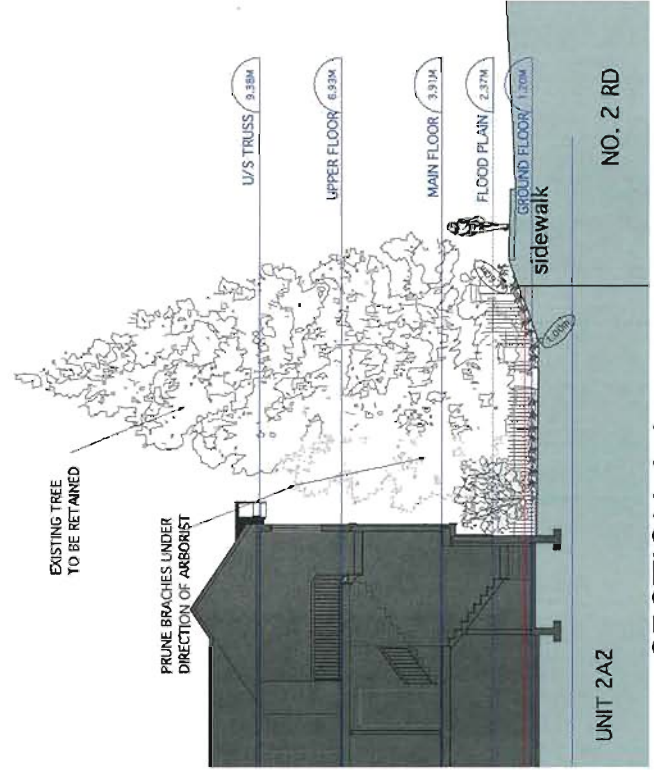 EXISTING TREE
TO BE RETAINED
PRUNE BRACHES UNDER
DIRECTION OF ARBORIST
U/S TRUSS 9.38M
UPPER FLOOR 6.93M
MAIN FLOOR 3.91M
FLOOD PLAIN 2.37M
GROUND FLOOR 1.20M
sidewalk
1.00m
UNIT 2A2
NO. 2 RD